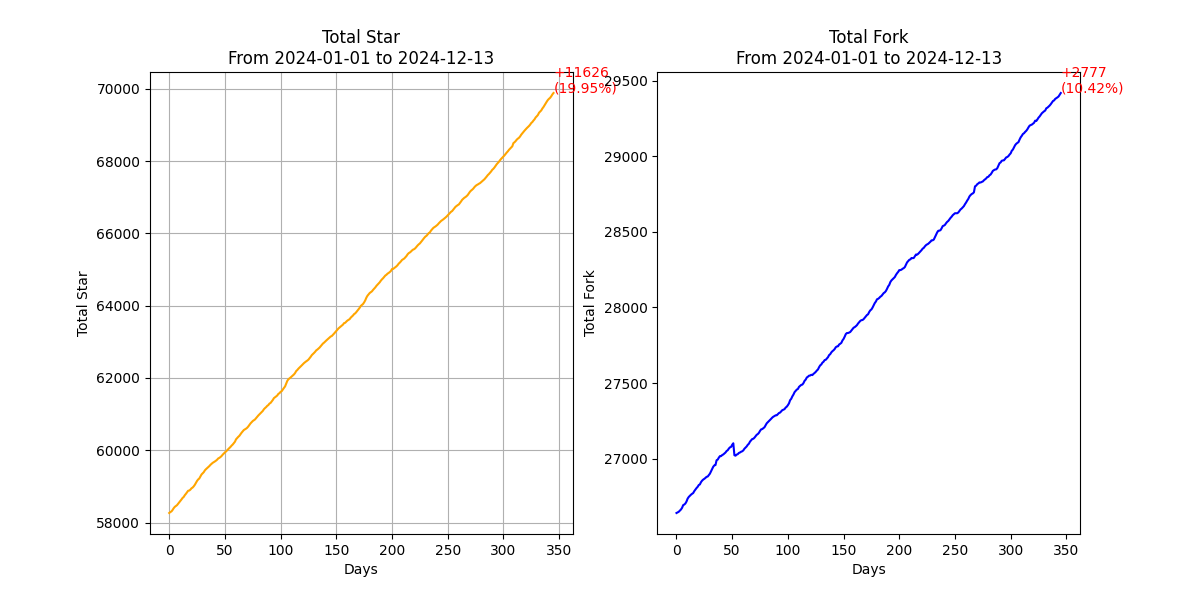 Total Star
From 2024-01-01 to 2024-12-13
+11626
(19.95%)
70000
68000
66000
64000
62000
60000
58000
Total Star
0 50 100 150 200 250 300 350
Days
Total Fork
From 2024-01-01 to 2024-12-13
+2777
(10.42%)
29500
29000
28500
28000
27500
27000
Total Fork
0 50 100 150 200 250 300 350
Days